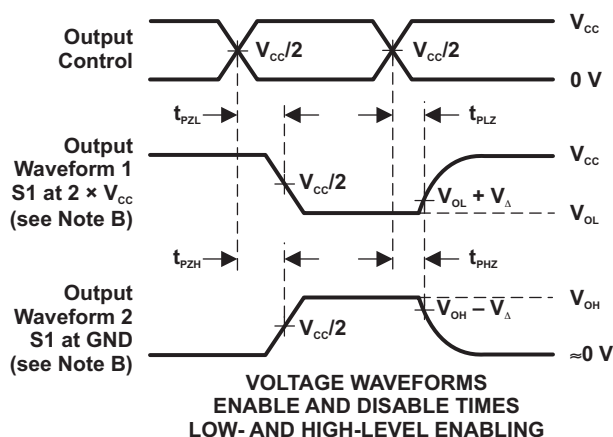 Output
Control
V_CC/2
V_CC/2
V_CC
0 V
t_PZL
t_PLZ
Output
Waveform 1
S1 at 2 × V_CC
(see Note B)
V_CC/2
V_CC
V_OL + V_Δ
V_OL
t_PZH
t_PHZ
Output
Waveform 2
S1 at GND
(see Note B)
V_CC/2
V_OH
V_OH − V_Δ
≈0 V
VOLTAGE WAVEFORMS
ENABLE AND DISABLE TIMES
LOW- AND HIGH-LEVEL ENABLING